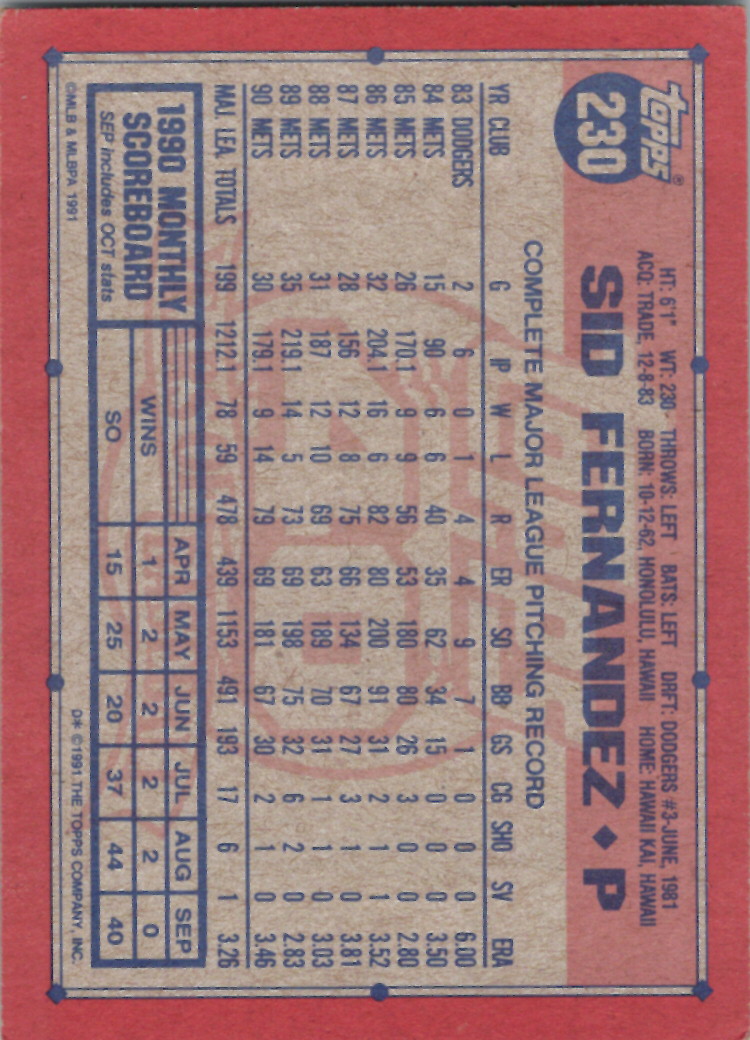 topps®
230
HT: 6'1" WT: 230 THROWS: LEFT BATS: LEFT DRFT: DODGERS #3-JUNE, 1981
ACQ: TRADE, 12-8-83 BORN: 10-12-62, HONOLULU, HAWAII HOME: HAWAII KAI, HAWAII
SID FERNANDEZ ♦ P
COMPLETE MAJOR LEAGUE PITCHING RECORD
YR CLUB G IP W L R ER SO BB GS CG SHO SV ERA
83 DODGERS 2 6 0 1 4 4 9 7 1 0 0 0 6.00
84 METS 15 90 6 6 40 35 62 34 15 0 0 0 3.50
85 METS 26 170.1 9 9 56 53 180 80 26 3 0 0 2.80
86 METS 32 204.1 16 6 82 80 200 91 31 2 1 1 3.52
87 METS 28 156 12 8 75 66 134 67 27 3 1 0 3.81
88 METS 31 187 12 10 69 63 189 70 31 1 1 0 3.03
89 METS 35 219.1 14 5 73 69 198 75 32 6 2 0 2.83
90 METS 30 179.1 9 14 79 69 181 67 30 2 1 0 3.46
MAJ. LEA. TOTALS 199 1212.1 78 59 478 439 1153 491 193 17 6 1 3.26
1990 MONTHLY
SCOREBOARD
SEP includes OCT stats
APR MAY JUN JUL AUG SEP
WINS 1 2 2 2 2 0
SO 15 25 20 37 44 40
©MLB & MLBPA 1991
D* ©1991 THE TOPPS COMPANY, INC.